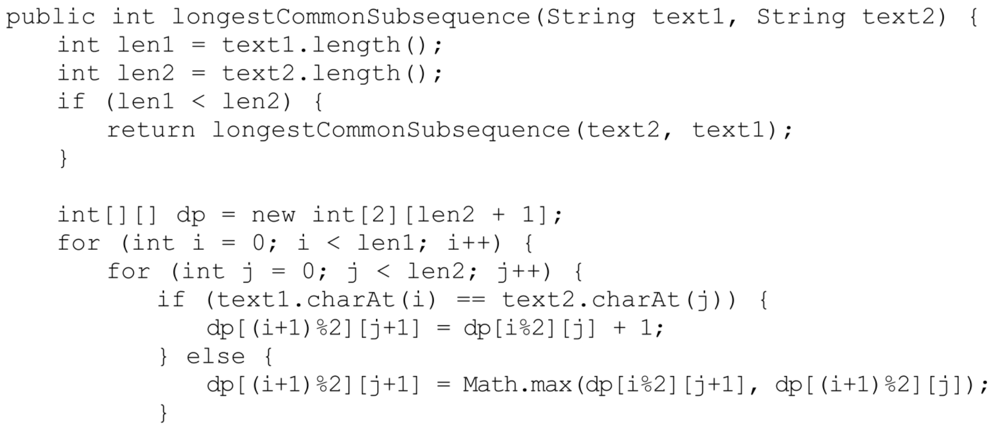 public int longestCommonSubsequence(String text1, String text2) {
int len1 = text1.length();
int len2 = text2.length();
if (len1 < len2) {
return longestCommonSubsequence(text2, text1);
}
int[][] dp = new int[2][len2 + 1];
for (int i = 0; i < len1; i++) {
for (int j = 0; j < len2; j++) {
if (text1.charAt(i) == text2.charAt(j)) {
dp[(i+1)%2][j+1] = dp[i%2][j] + 1;
} else {
dp[(i+1)%2][j+1] = Math.max(dp[i%2][j+1], dp[(i+1)%2][j]);
}